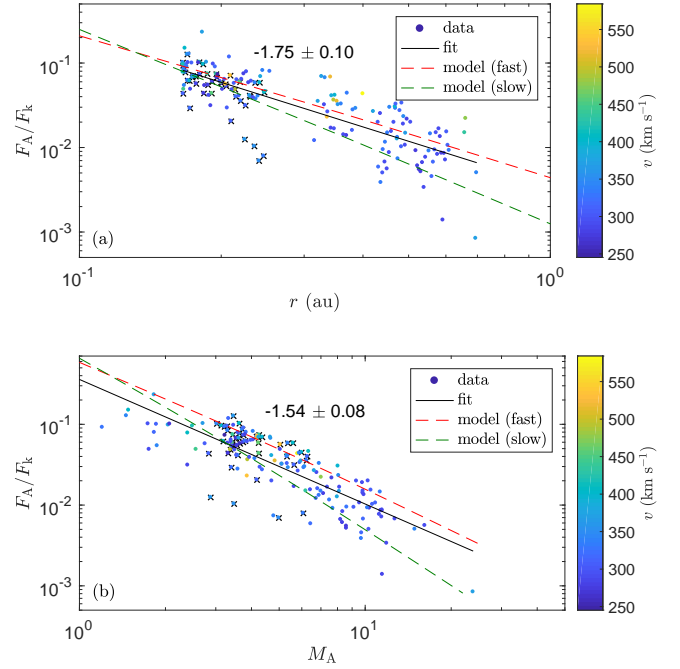 10^-1
10^-2
10^-3
F_A/F_k
-1.75 ± 0.10
data
fit
model (fast)
model (slow)
(a)
10^-1
10^0
r (au)
550
500
450
400
350
300
250
v (km s^-1)
10^-1
10^-2
10^-3
F_A/F_k
-1.54 ± 0.08
data
fit
model (fast)
model (slow)
(b)
10^0
10^1
M_A
550
500
450
400
350
300
250
v (km s^-1)